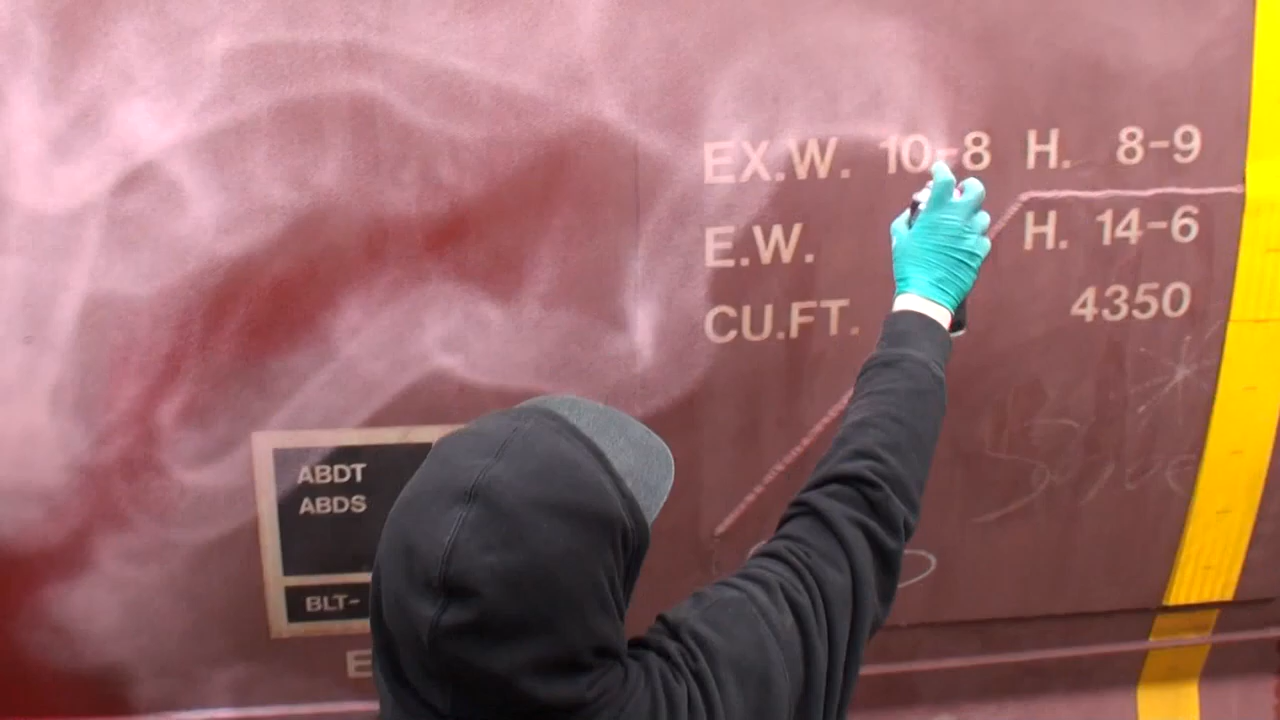 EX.W. 10-8 H. 8-9
E.W. H. 14-6
CU.FT. 4350
ABDT
ABDS
BLT-
E